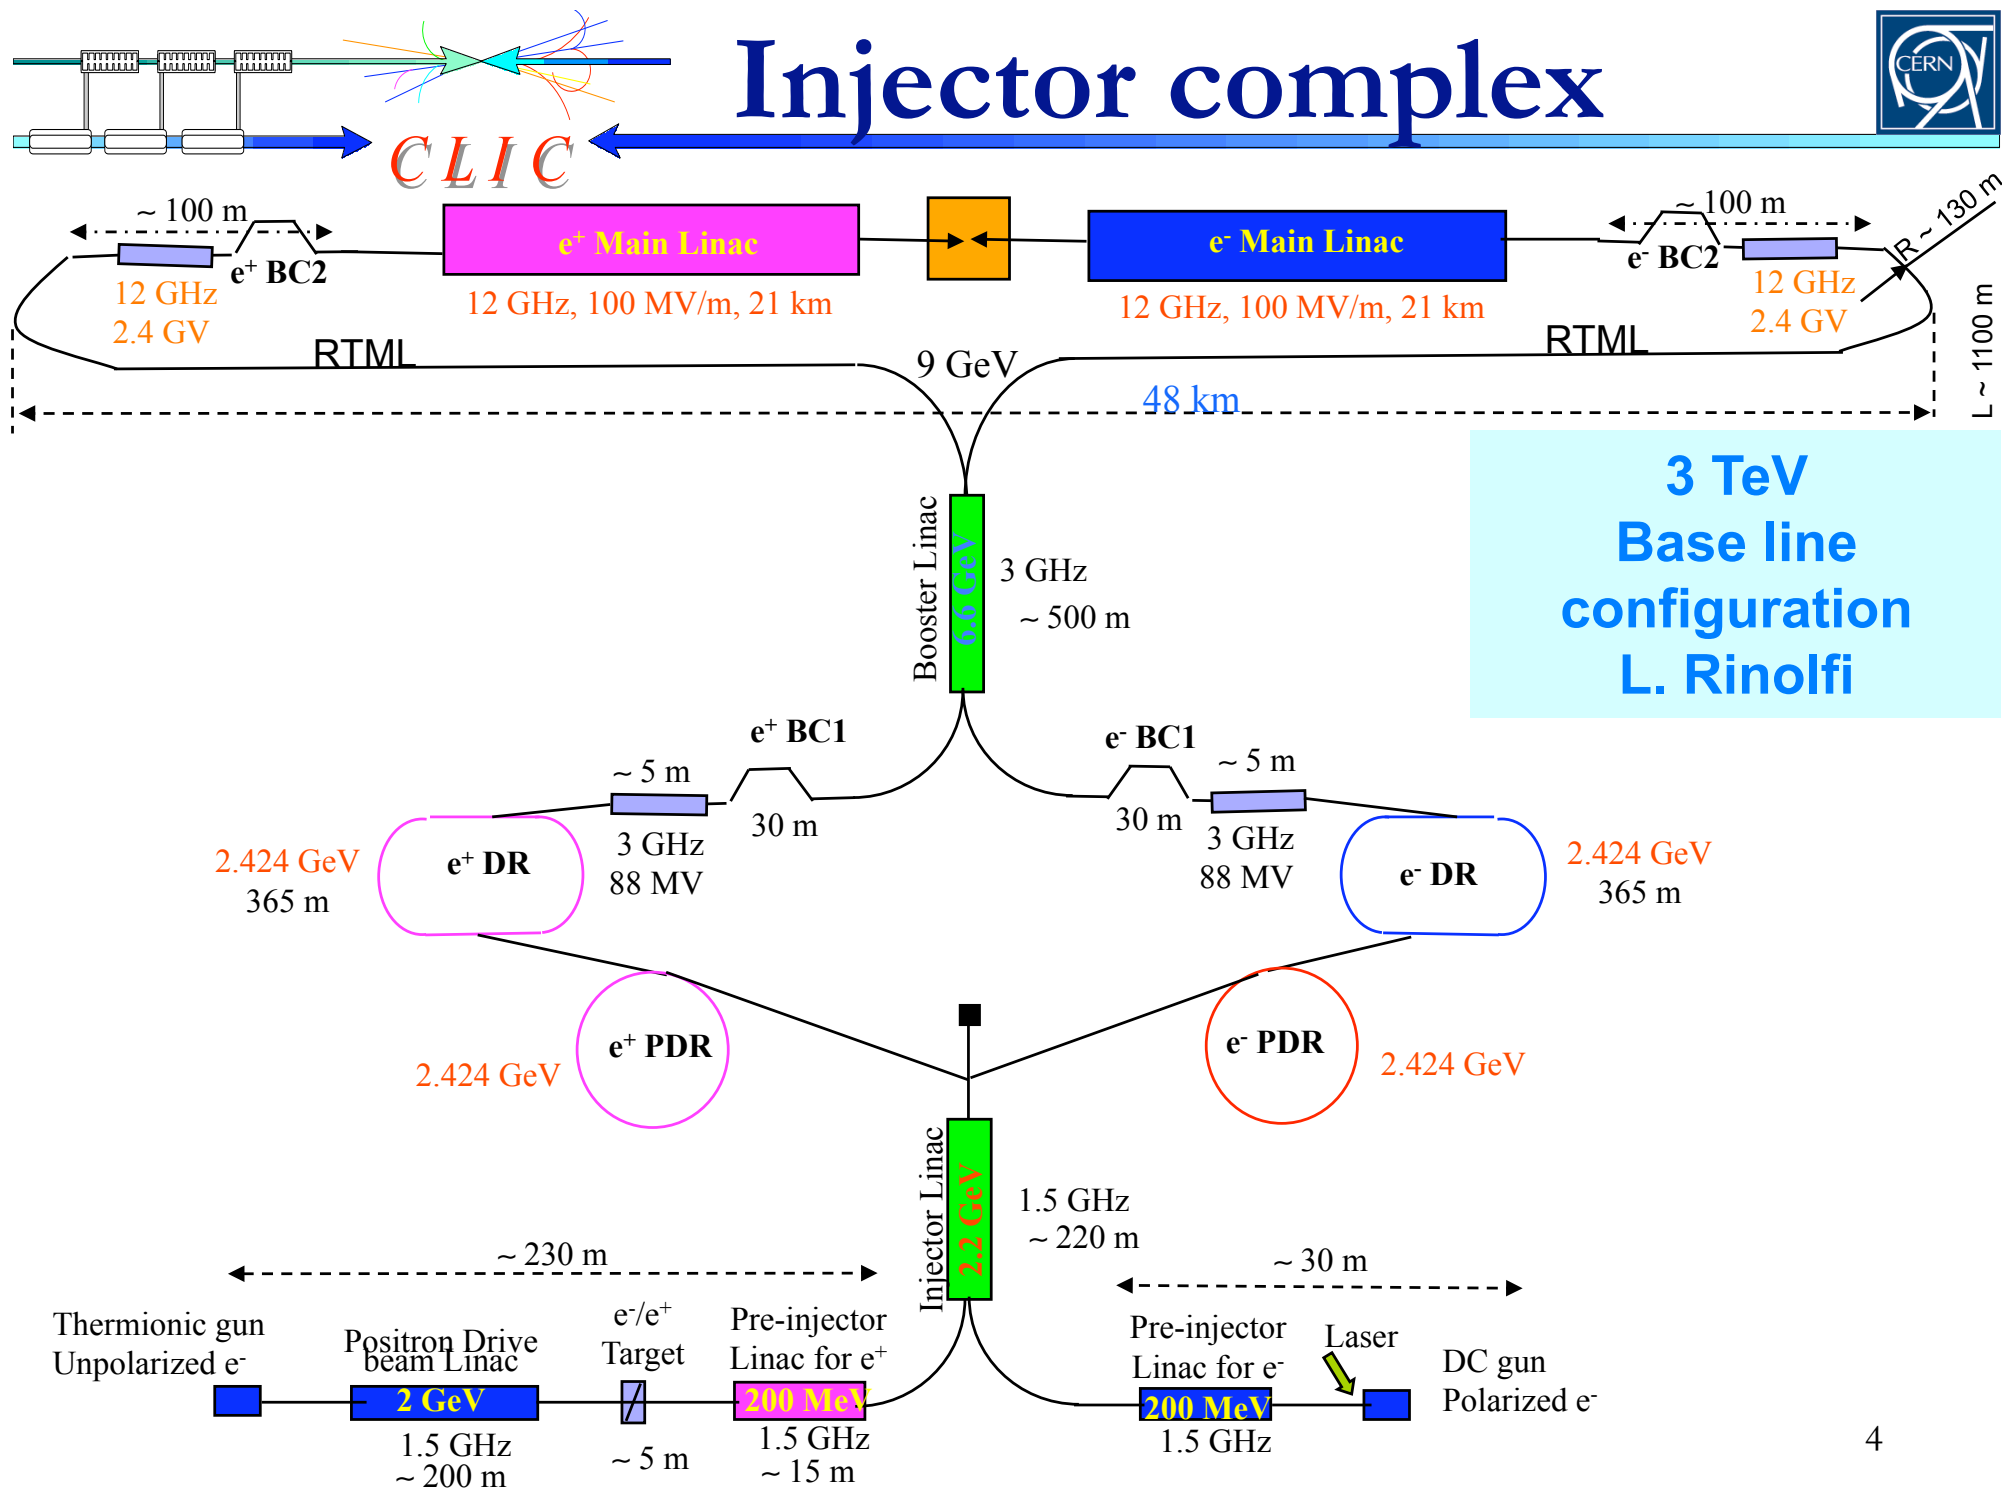 Injector complex
CERN
CLIC
~ 100 m
e⁺ Main Linac
e⁻ Main Linac
~ 100 m
R ~ 130 m
e⁺ BC2
e⁻ BC2
12 GHz
2.4 GV
12 GHz, 100 MV/m, 21 km
12 GHz, 100 MV/m, 21 km
12 GHz
2.4 GV
L ~ 1100 m
RTML
9 GeV
RTML
48 km
3 TeV
Base line
configuration
L. Rinolfi
Booster Linac
6.6 GeV
3 GHz
~ 500 m
e⁺ BC1
e⁻ BC1
~ 5 m
~ 5 m
30 m
30 m
3 GHz
88 MV
3 GHz
88 MV
2.424 GeV
365 m
e⁺ DR
e⁻ DR
2.424 GeV
365 m
e⁺ PDR
e⁻ PDR
2.424 GeV
2.424 GeV
Injector Linac
2.2 GeV
1.5 GHz
~ 220 m
~ 230 m
~ 30 m
Thermionic gun
Unpolarized e⁻
Positron Drive
beam Linac
e⁻/e⁺
Target
Pre-injector
Linac for e⁺
Pre-injector
Linac for e⁻
Laser
DC gun
Polarized e⁻
2 GeV
200 MeV
200 MeV
1.5 GHz
~ 200 m
~ 5 m
1.5 GHz
~ 15 m
1.5 GHz
4